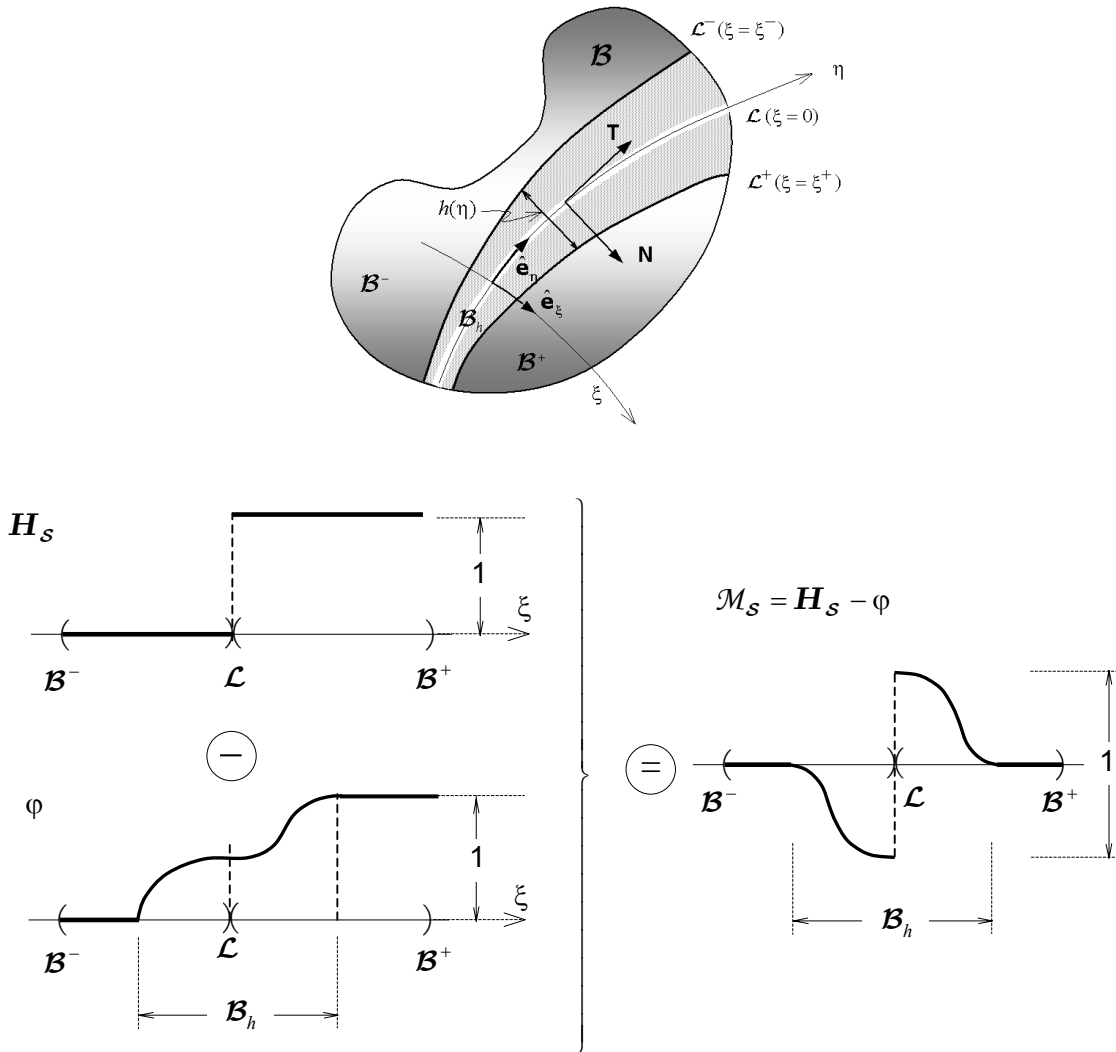 𝓑
𝓛⁻(ξ = ξ⁻)
η
𝓛 (ξ = 0)
T
𝓛⁺(ξ = ξ⁺)
h(η)
N
ê_η
𝓑⁻
ê_ξ
𝓑_h
𝓑⁺
ξ
H_𝓢
1
ξ
𝓑⁻ 𝓛 𝓑⁺
ℳ_𝓢 = H_𝓢 − φ
−
=
φ
1
ξ
𝓑⁻ 𝓛 𝓑⁺
𝓑_h
1
𝓑⁻ 𝓛 𝓑⁺
𝓑_h